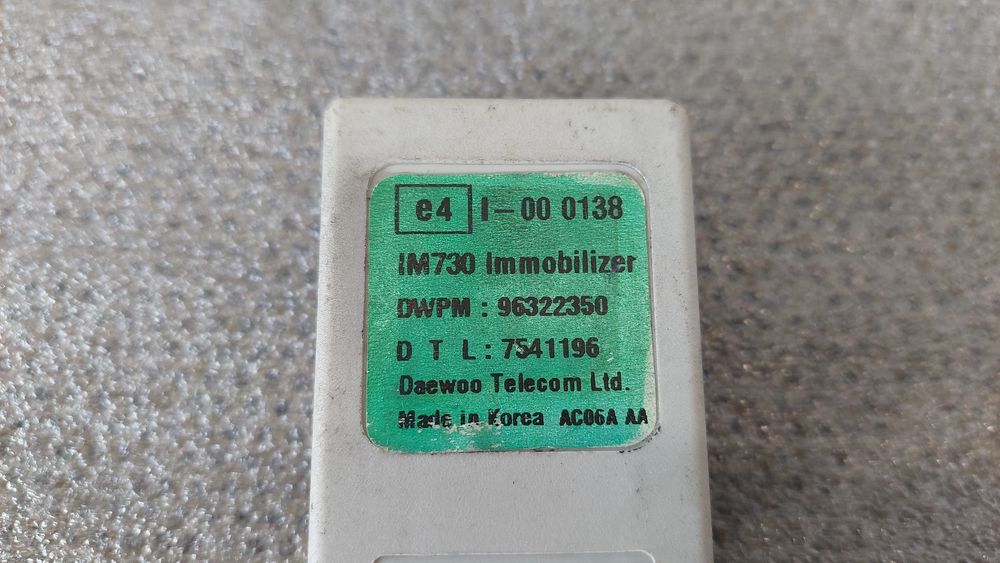 e4 I-00 0138
IM730 Immobilizer
DWPM : 96322350
D T L : 7541196
Daewoo Telecom Ltd.
Made in Korea AC06A AA